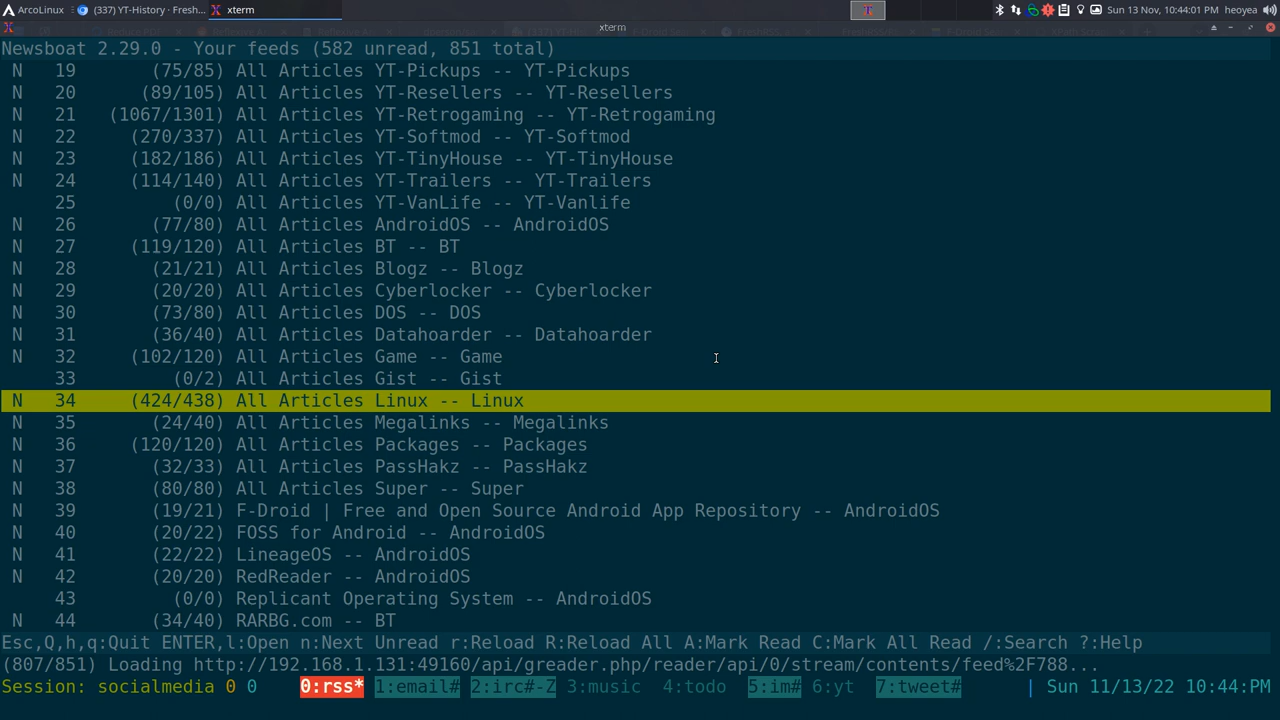 ArcoLinux (337) YT-History · Fresh... xterm Sun 13 Nov, 10:44:01 PM heoyea
xterm
Newsboat 2.29.0 - Your feeds (582 unread, 851 total)
N 19 (75/85) All Articles YT-Pickups -- YT-Pickups
N 20 (89/105) All Articles YT-Resellers -- YT-Resellers
N 21 (1067/1301) All Articles YT-Retrogaming -- YT-Retrogaming
N 22 (270/337) All Articles YT-Softmod -- YT-Softmod
N 23 (182/186) All Articles YT-TinyHouse -- YT-TinyHouse
N 24 (114/140) All Articles YT-Trailers -- YT-Trailers
25 (0/0) All Articles YT-VanLife -- YT-Vanlife
N 26 (77/80) All Articles AndroidOS -- AndroidOS
N 27 (119/120) All Articles BT -- BT
N 28 (21/21) All Articles Blogz -- Blogz
N 29 (20/20) All Articles Cyberlocker -- Cyberlocker
N 30 (73/80) All Articles DOS -- DOS
N 31 (36/40) All Articles Datahoarder -- Datahoarder
N 32 (102/120) All Articles Game -- Game
33 (0/2) All Articles Gist -- Gist
N 34 (424/438) All Articles Linux -- Linux
N 35 (24/40) All Articles Megalinks -- Megalinks
N 36 (120/120) All Articles Packages -- Packages
N 37 (32/33) All Articles PassHakz -- PassHakz
N 38 (80/80) All Articles Super -- Super
N 39 (19/21) F-Droid | Free and Open Source Android App Repository -- AndroidOS
N 40 (20/22) FOSS for Android -- AndroidOS
N 41 (22/22) LineageOS -- AndroidOS
N 42 (20/20) RedReader -- AndroidOS
43 (0/0) Replicant Operating System -- AndroidOS
N 44 (34/40) RARBG.com -- BT
Esc,Q,h,q:Quit ENTER,l:Open n:Next Unread r:Reload R:Reload All A:Mark Read C:Mark All Read /:Search ?:Help
(807/851) Loading http://192.168.1.131:49160/api/greader.php/reader/api/0/stream/contents/feed%2F788...
Session: socialmedia 0 0 0:rss* 1:email# 2:irc#-Z 3:music 4:todo 5:im# 6:yt 7:tweet# | Sun 11/13/22 10:44:PM